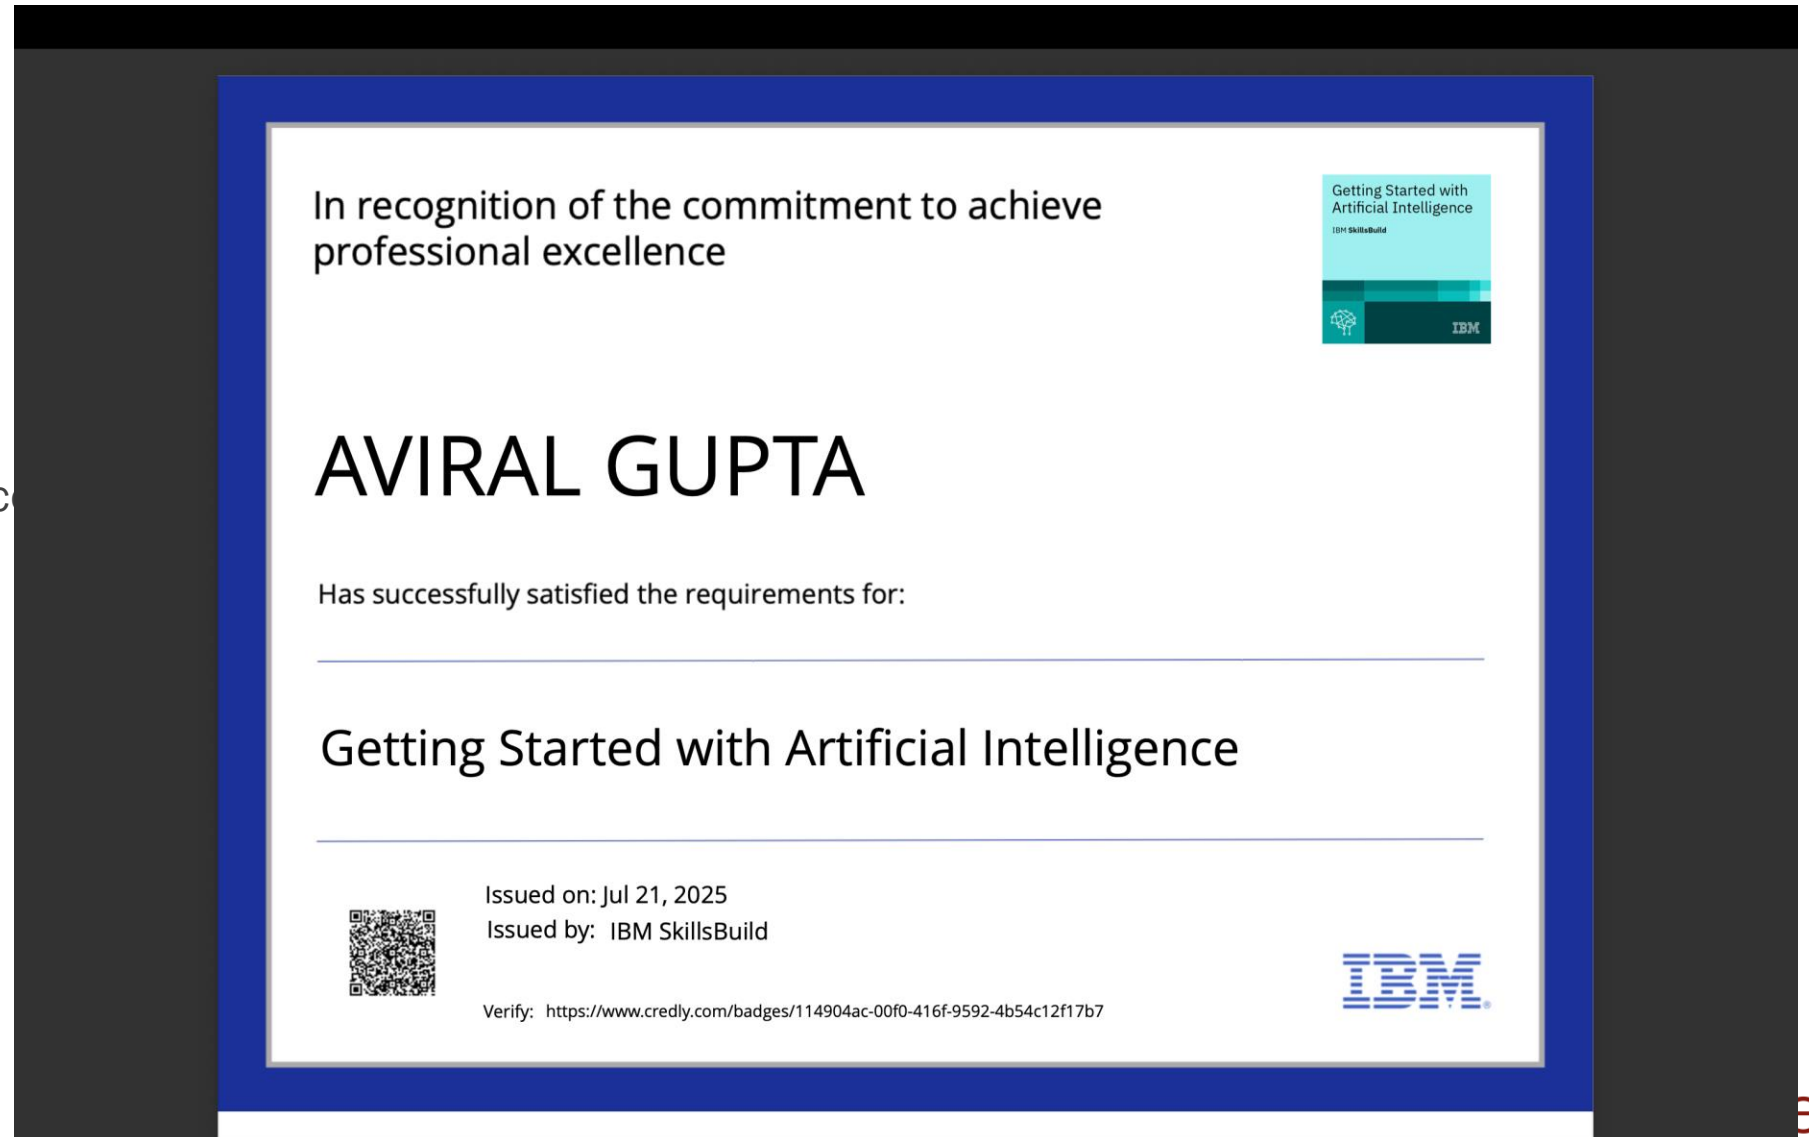 In recognition of the commitment to achieve
professional excellence
Getting Started with
Artificial Intelligence
IBM SkillsBuild
IBM
AVIRAL GUPTA
Has successfully satisfied the requirements for:
Getting Started with Artificial Intelligence
Issued on: Jul 21, 2025
Issued by: IBM SkillsBuild
Verify: https://www.credly.com/badges/114904ac-00f0-416f-9592-4b54c12f17b7
IBM®